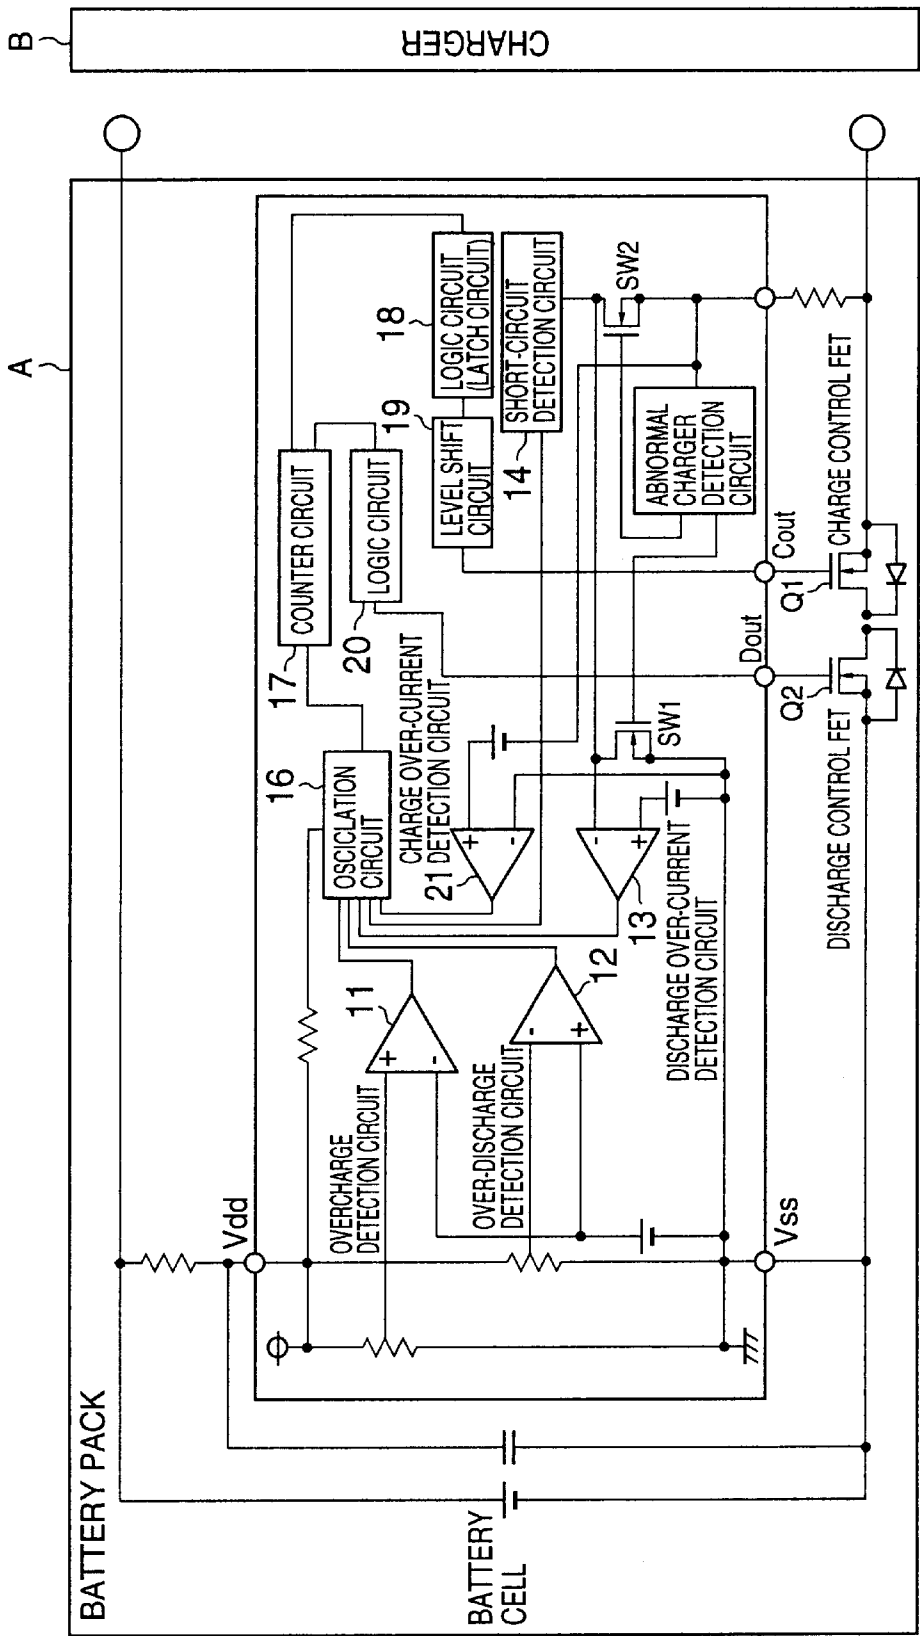 BATTERY PACK
A
B
CHARGER
BATTERY
CELL
Vdd
Vss
OVERCHARGE
DETECTION CIRCUIT
11
+
-
OVER-DISCHARGE
DETECTION CIRCUIT
12
-
+
16
OSCICLATION
CIRCUIT
17
COUNTER CIRCUIT
20
LOGIC CIRCUIT
CHARGE OVER-CURRENT
DETECTION CIRCUIT
21
+
-
13
-
+
DISCHARGE OVER-CURRENT
DETECTION CIRCUIT
SW1
18
LOGIC CIRCUIT
(LATCH CIRCUIT)
19
LEVEL SHIFT
CIRCUIT
14
SHORT-CIRCUIT
DETECTION CIRCUIT
SW2
ABNORMAL
CHARGER
DETECTION
CIRCUIT
Dout
Cout
Q2
DISCHARGE CONTROL FET
Q1
CHARGE CONTROL FET